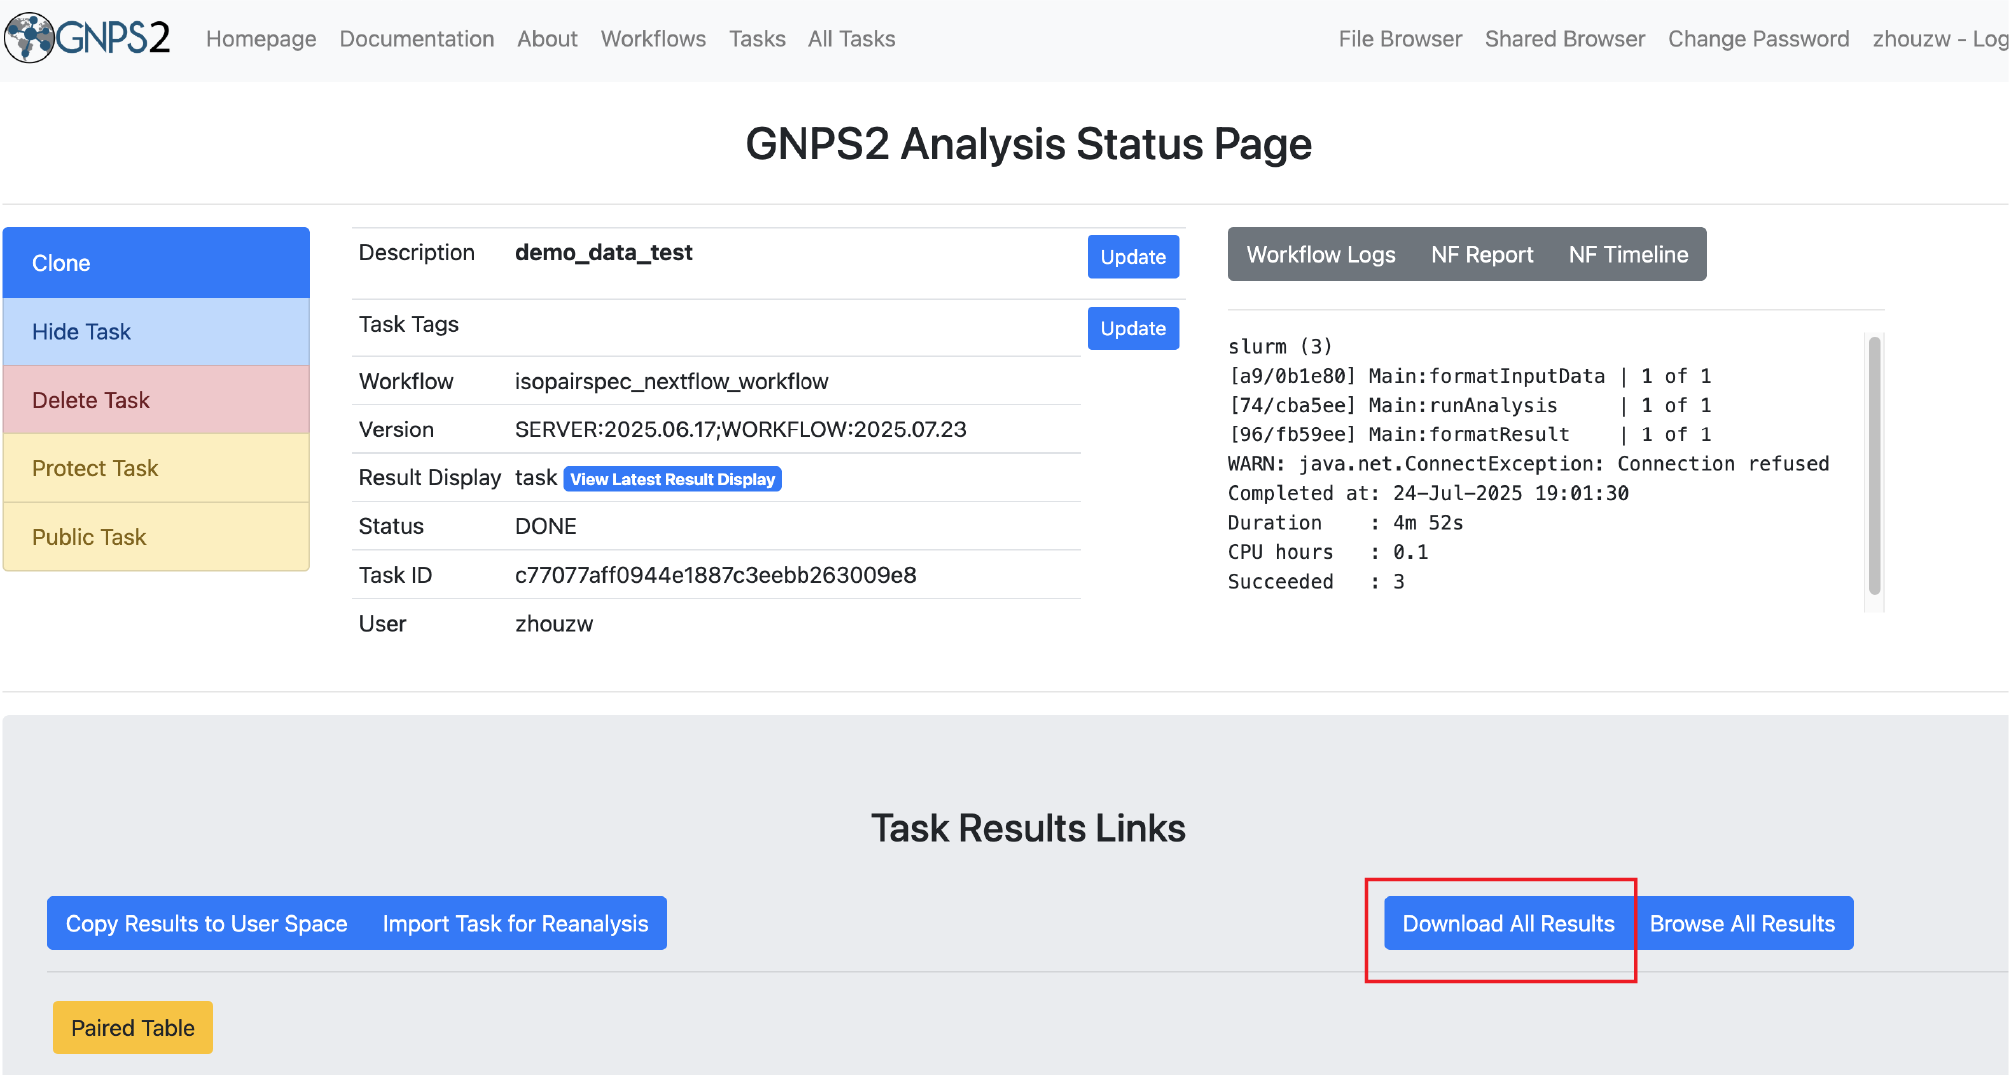 GNPS2 Homepage Documentation About Workflows Tasks All Tasks File Browser Shared Browser Change Password zhouzw - Log
GNPS2 Analysis Status Page
Clone
Hide Task
Delete Task
Protect Task
Public Task
Description demo_data_test Update
Task Tags Update
Workflow isopairspec_nextflow_workflow
Version SERVER:2025.06.17;WORKFLOW:2025.07.23
Result Display task View Latest Result Display
Status DONE
Task ID c77077aff0944e1887c3eebb263009e8
User zhouzw
Workflow Logs NF Report NF Timeline
slurm (3)
[a9/0b1e80] Main:formatInputData | 1 of 1
[74/cba5ee] Main:runAnalysis | 1 of 1
[96/fb59ee] Main:formatResult | 1 of 1
WARN: java.net.ConnectException: Connection refused
Completed at: 24-Jul-2025 19:01:30
Duration : 4m 52s
CPU hours : 0.1
Succeeded : 3
Task Results Links
Copy Results to User Space Import Task for Reanalysis Download All Results Browse All Results
Paired Table